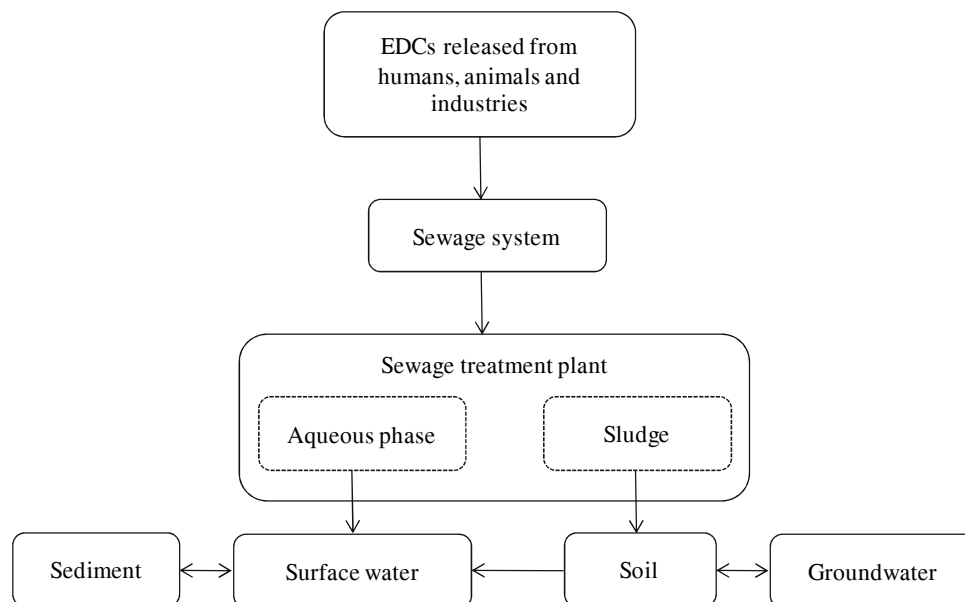 EDCs released from
humans, animals and
industries
Sewage system
Sewage treatment plant
Aqueous phase
Sludge
Sediment
Surface water
Soil
Groundwater